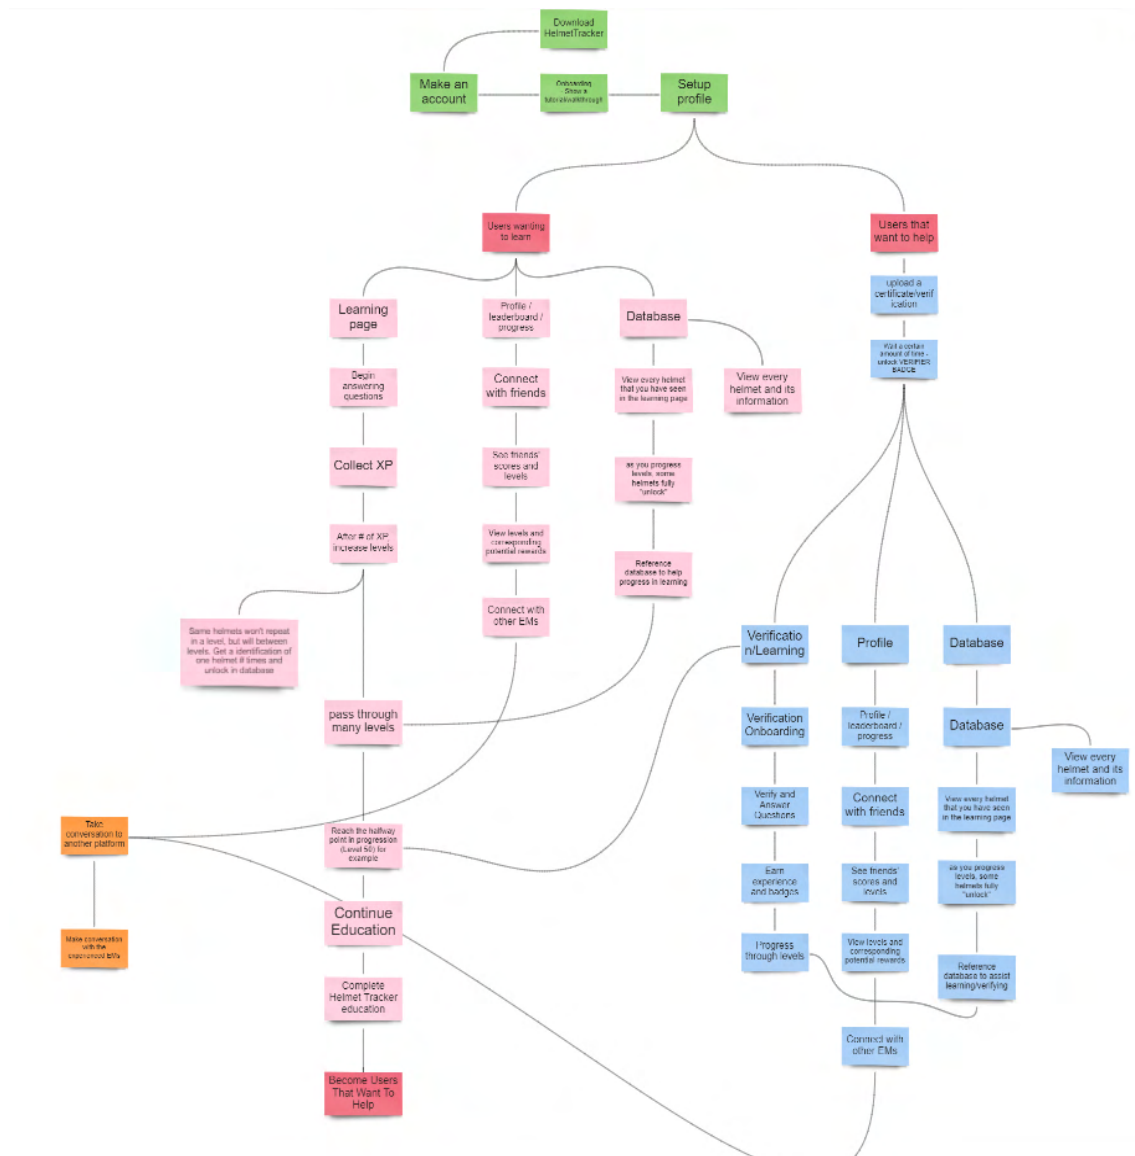 Download
HelmetTracker
Make an
account
Onboarding
- Show a
tutorial/walkthrough
Setup
profile
Users wanting
to learn
Users that
want to help
upload a
certificate/verif
ication
Wait a certain
amount of time -
unlock VERIFIER
BADGE
Learning
page
Profile /
leaderboard /
progress
Database
Begin
answering
questions
Connect
with friends
View every helmet
that you have seen
in the learning page
View every
helmet and its
information
Collect XP
See friends'
scores and
levels
as you progress
levels, some
helmets fully
"unlock"
After # of XP
increase levels
View levels and
corresponding
potential rewards
Reference
database to help
progress in learning
Same helmets won't repeat
in a level, but will between
levels. Get a identification of
one helmet # times and
unlock in database
Connect with
other EMs
pass through
many levels
Reach the halfway
point in progression
(Level 50) for
example
Take
conversation to
another platform
Make conversation
with the
experienced EMs
Continue
Education
Complete
Helmet Tracker
education
Become Users
That Want To
Help
Verificatio
n/Learning
Profile
Database
Verification
Onboarding
Profile /
leaderboard /
progress
Database
View every
helmet and its
information
Verify and
Answer
Questions
Connect
with friends
View every helmet
that you have seen
in the learning page
Earn
experience
and badges
See friends'
scores and
levels
as you progress
levels, some
helmets fully
"unlock"
Progress
through levels
View levels and
corresponding
potential rewards
Reference
database to assist
learning/verifying
Connect with
other EMs